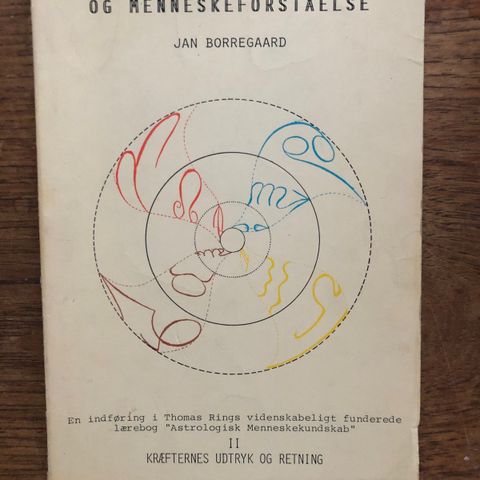 OG MENNESKEFORSTÅELSE
JAN BORREGAARD
En indføring i Thomas Rings videnskabeligt funderede
lærebog "Astrologisk Menneskekundskab"
II
KRÆFTERNES UDTRYK OG RETNING